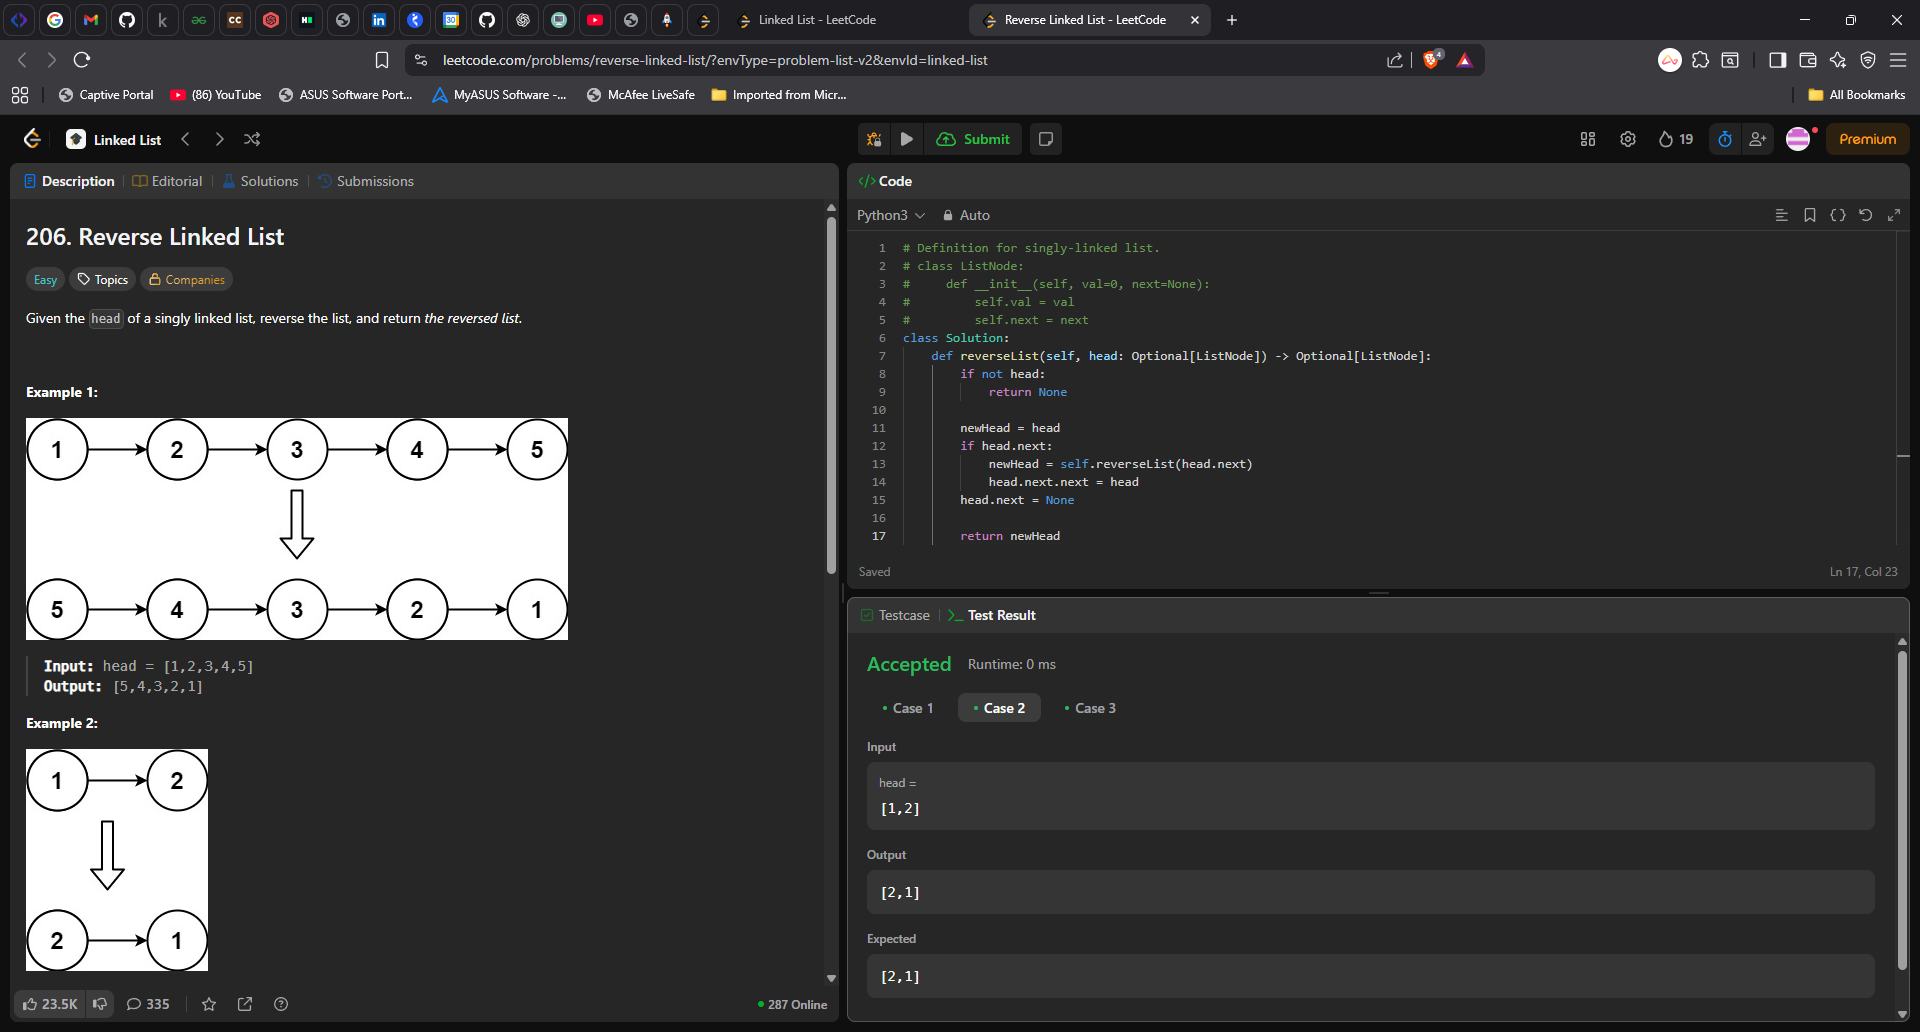 Linked List - LeetCode
Reverse Linked List - LeetCode
leetcode.com/problems/reverse-linked-list/?envType=problem-list-v2&envId=linked-list
4
Captive Portal
(86) YouTube
ASUS Software Port...
MyASUS Software -...
McAfee LiveSafe
Imported from Micr...
All Bookmarks
Linked List
Submit
19
Premium
Description
Editorial
Solutions
Submissions
206. Reverse Linked List
Easy
Topics
Companies
Given the head of a singly linked list, reverse the list, and return the reversed list.
Example 1:
1 2 3 4 5
5 4 3 2 1
Input: head = [1,2,3,4,5]
Output: [5,4,3,2,1]
Example 2:
1 2
2 1
23.5K
335
287 Online
</> Code
Python3
Auto
1 # Definition for singly-linked list.
2 # class ListNode:
3 #     def __init__(self, val=0, next=None):
4 #         self.val = val
5 #         self.next = next
6 class Solution:
7     def reverseList(self, head: Optional[ListNode]) -> Optional[ListNode]:
8         if not head:
9             return None
10
11         newHead = head
12         if head.next:
13             newHead = self.reverseList(head.next)
14             head.next.next = head
15         head.next = None
16
17         return newHead
Saved
Ln 17, Col 23
Testcase
>_ Test Result
Accepted
Runtime: 0 ms
Case 1
Case 2
Case 3
Input
head =
[1,2]
Output
[2,1]
Expected
[2,1]